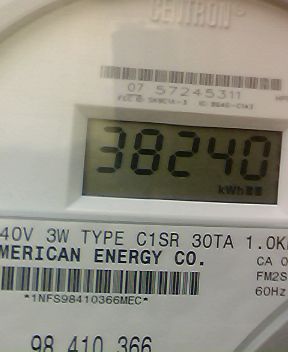 CENTRON®
07 57245311
38240
kWh
40V 3W TYPE C1SR 30TA 1.0K
MERICAN ENERGY CO.
CA 0
FM2S
*1NFS98410366MEC*
60Hz
98 410 366